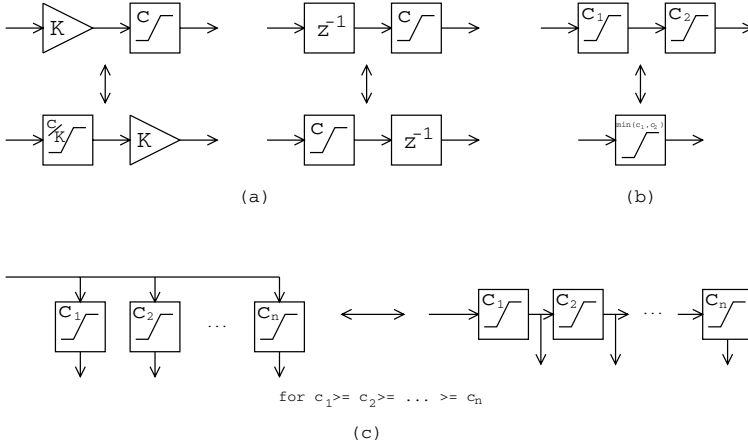 K C z⁻¹ C C₁ C₂
C/K K C z⁻¹ min(c₁,c₂)
(a) (b)
C₁ C₂ ... Cₙ C₁ C₂ ... Cₙ
for c₁>= c₂>= ... >= cₙ
(c)